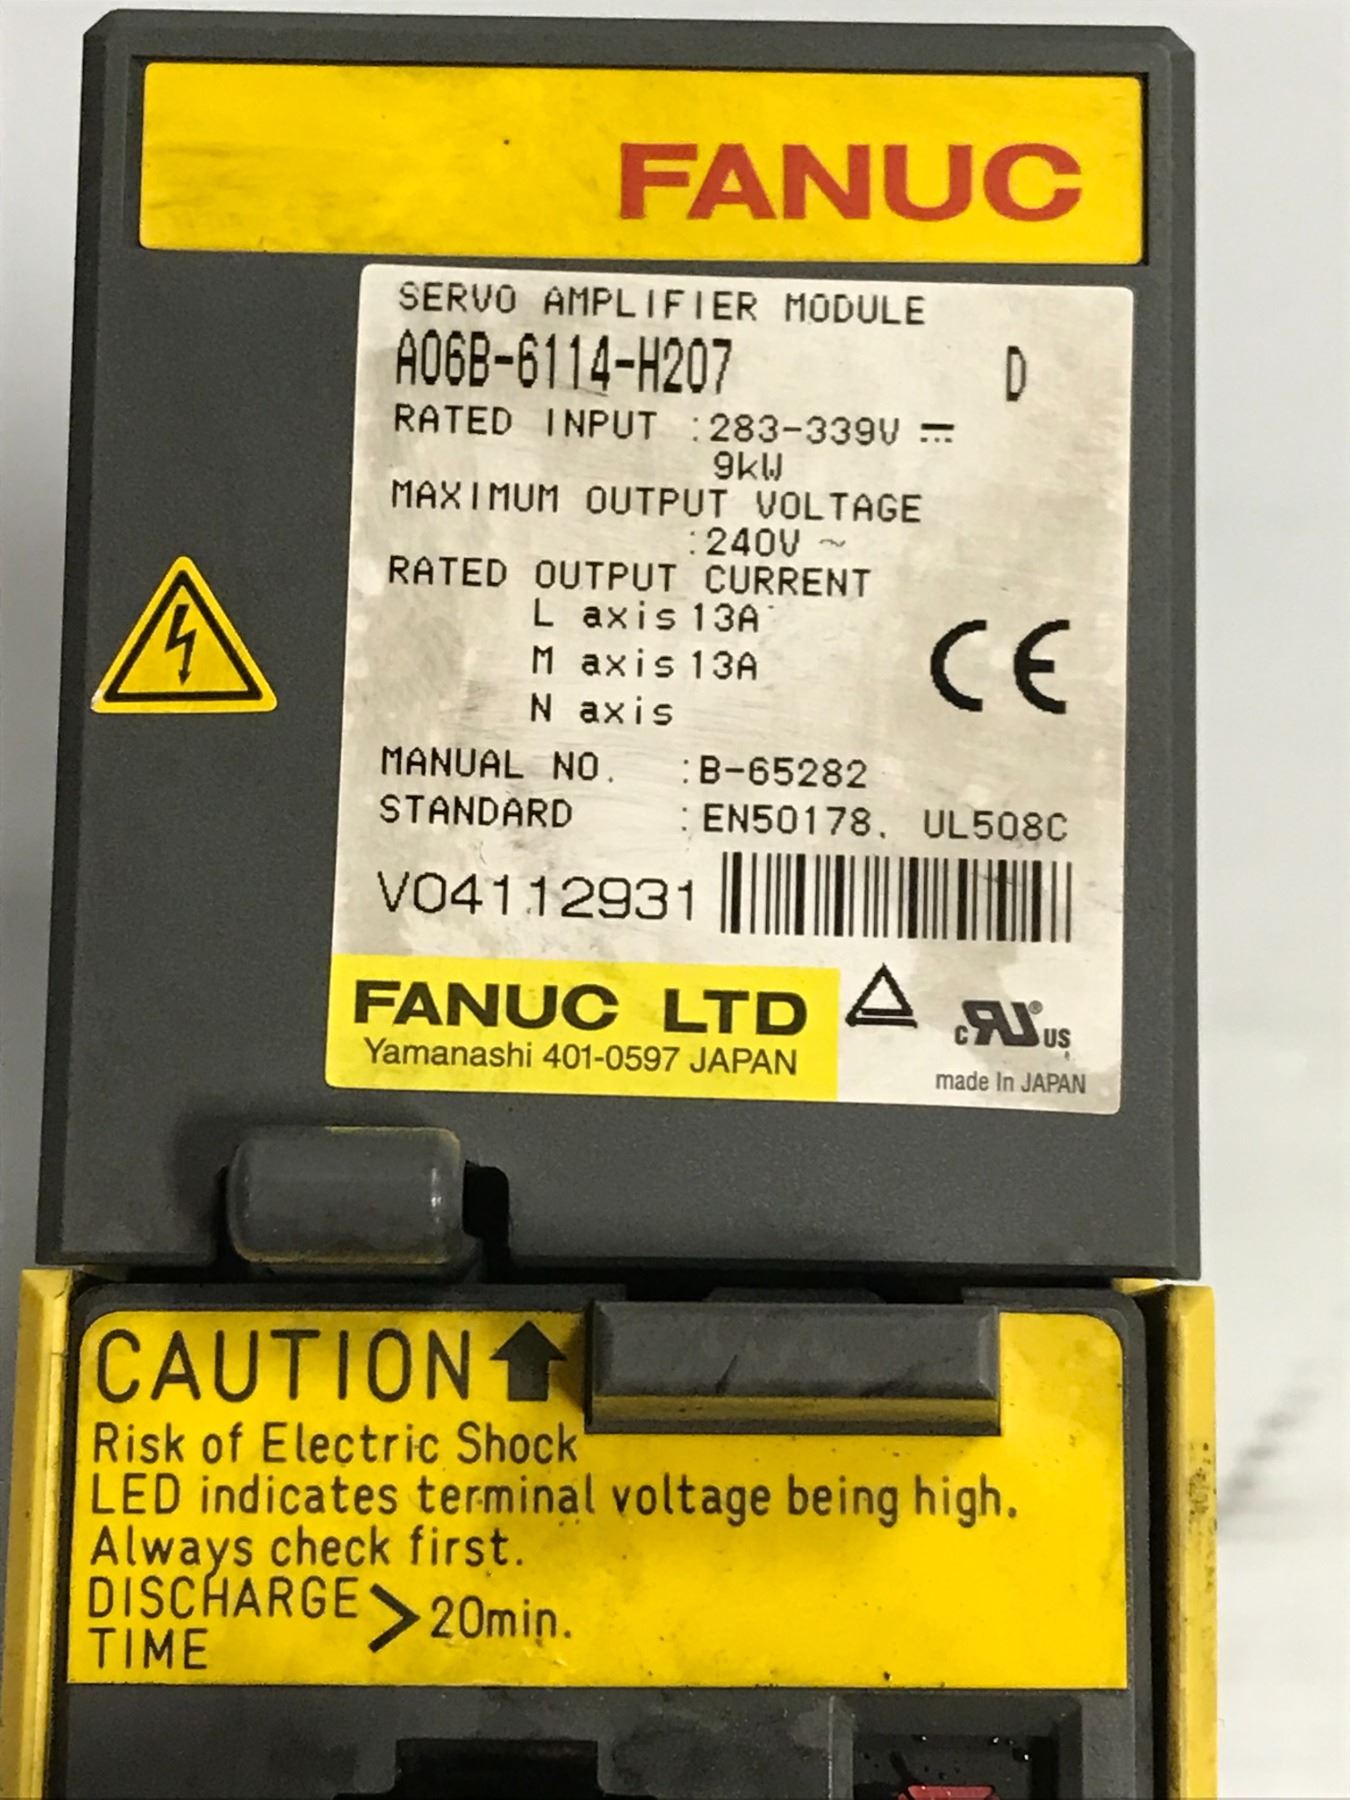 FANUC
SERVO AMPLIFIER MODULE
A06B-6114-H207 D
RATED INPUT :283-339V ⎓
9kW
MAXIMUM OUTPUT VOLTAGE
:240V ~
RATED OUTPUT CURRENT
L axis 13A
M axis 13A
N axis
CE
MANUAL NO. :B-65282
STANDARD :EN50178, UL508C
V04112931
FANUC LTD
Yamanashi 401-0597 JAPAN
c RU® US
made In JAPAN
CAUTION
Risk of Electric Shock
LED indicates terminal voltage being high.
Always check first.
DISCHARGE
TIME > 20min.